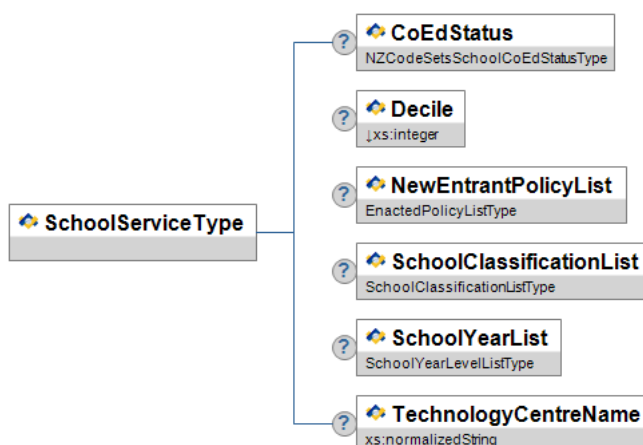 ?
CoEdStatus
NZCodeSetsSchoolCoEdStatusType
?
Decile
↓xs:integer
?
NewEntrantPolicyList
EnactedPolicyListType
SchoolServiceType
?
SchoolClassificationList
SchoolClassificationListType
?
SchoolYearList
SchoolYearLevelListType
?
TechnologyCentreName
xs:normalizedString